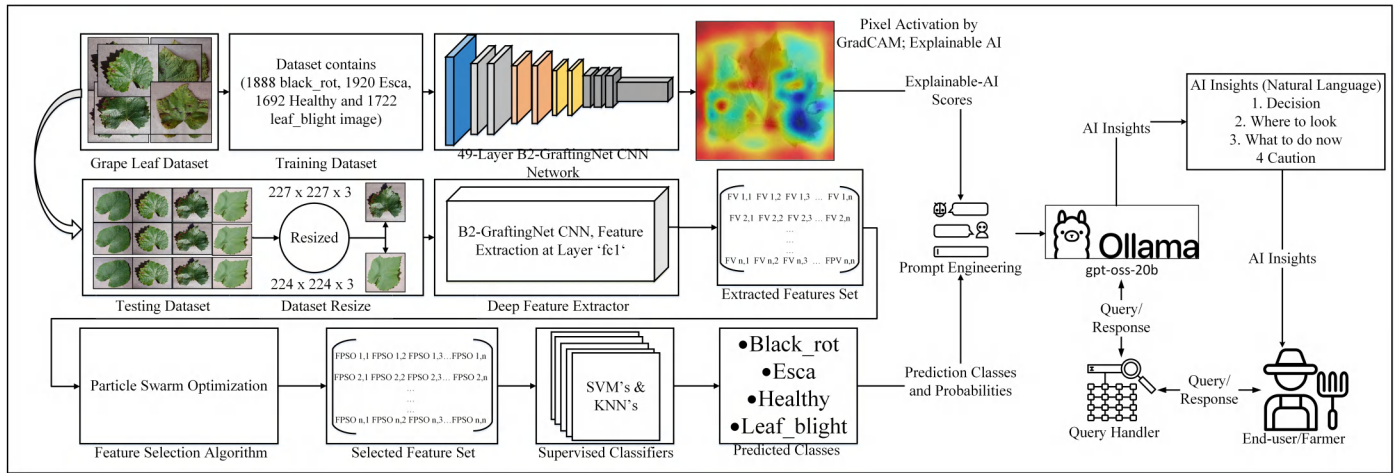 Grape Leaf Dataset
Dataset contains
(1888 black_rot, 1920 Esca,
1692 Healthy and 1722
leaf_blight image)
Training Dataset
49-Layer B2-GraftingNet CNN
Network
Pixel Activation by
GradCAM; Explainable AI
Explainable-AI
Scores
AI Insights
AI Insights (Natural Language)
1. Decision
2. Where to look
3. What to do now
4 Caution
Testing Dataset
227 x 227 x 3
Resized
224 x 224 x 3
Dataset Resize
B2-GraftingNet CNN, Feature
Extraction at Layer ‘fc1‘
Deep Feature Extractor
FV 1,1 FV 1,2 FV 1,3 … FV 1,n
FV 2,1 FV 2,2 FV 2,3 … FV 2,n
…
…
…
FV n,1 FV n,2 FV n,3 … FPV n,n
Extracted Features Set
Prompt Engineering
Ollama
gpt-oss-20b
AI Insights
Query/
Response
Particle Swarm Optimization
Feature Selection Algorithm
FPSO 1,1 FPSO 1,2 FPSO 1,3…FPSO 1,n
FPSO 2,1 FPSO 2,2 FPSO 2,3…FPSO 2,n
…
…
…
FPSO n,1 FPSO n,2 FPSO n,3…FPSO n,n
Selected Feature Set
SVM's &
KNN's
Supervised Classifiers
•Black_rot
•Esca
•Healthy
•Leaf_blight
Predicted Classes
Prediction Classes
and Probabilities
Query Handler
Query/
Response
End-user/Farmer